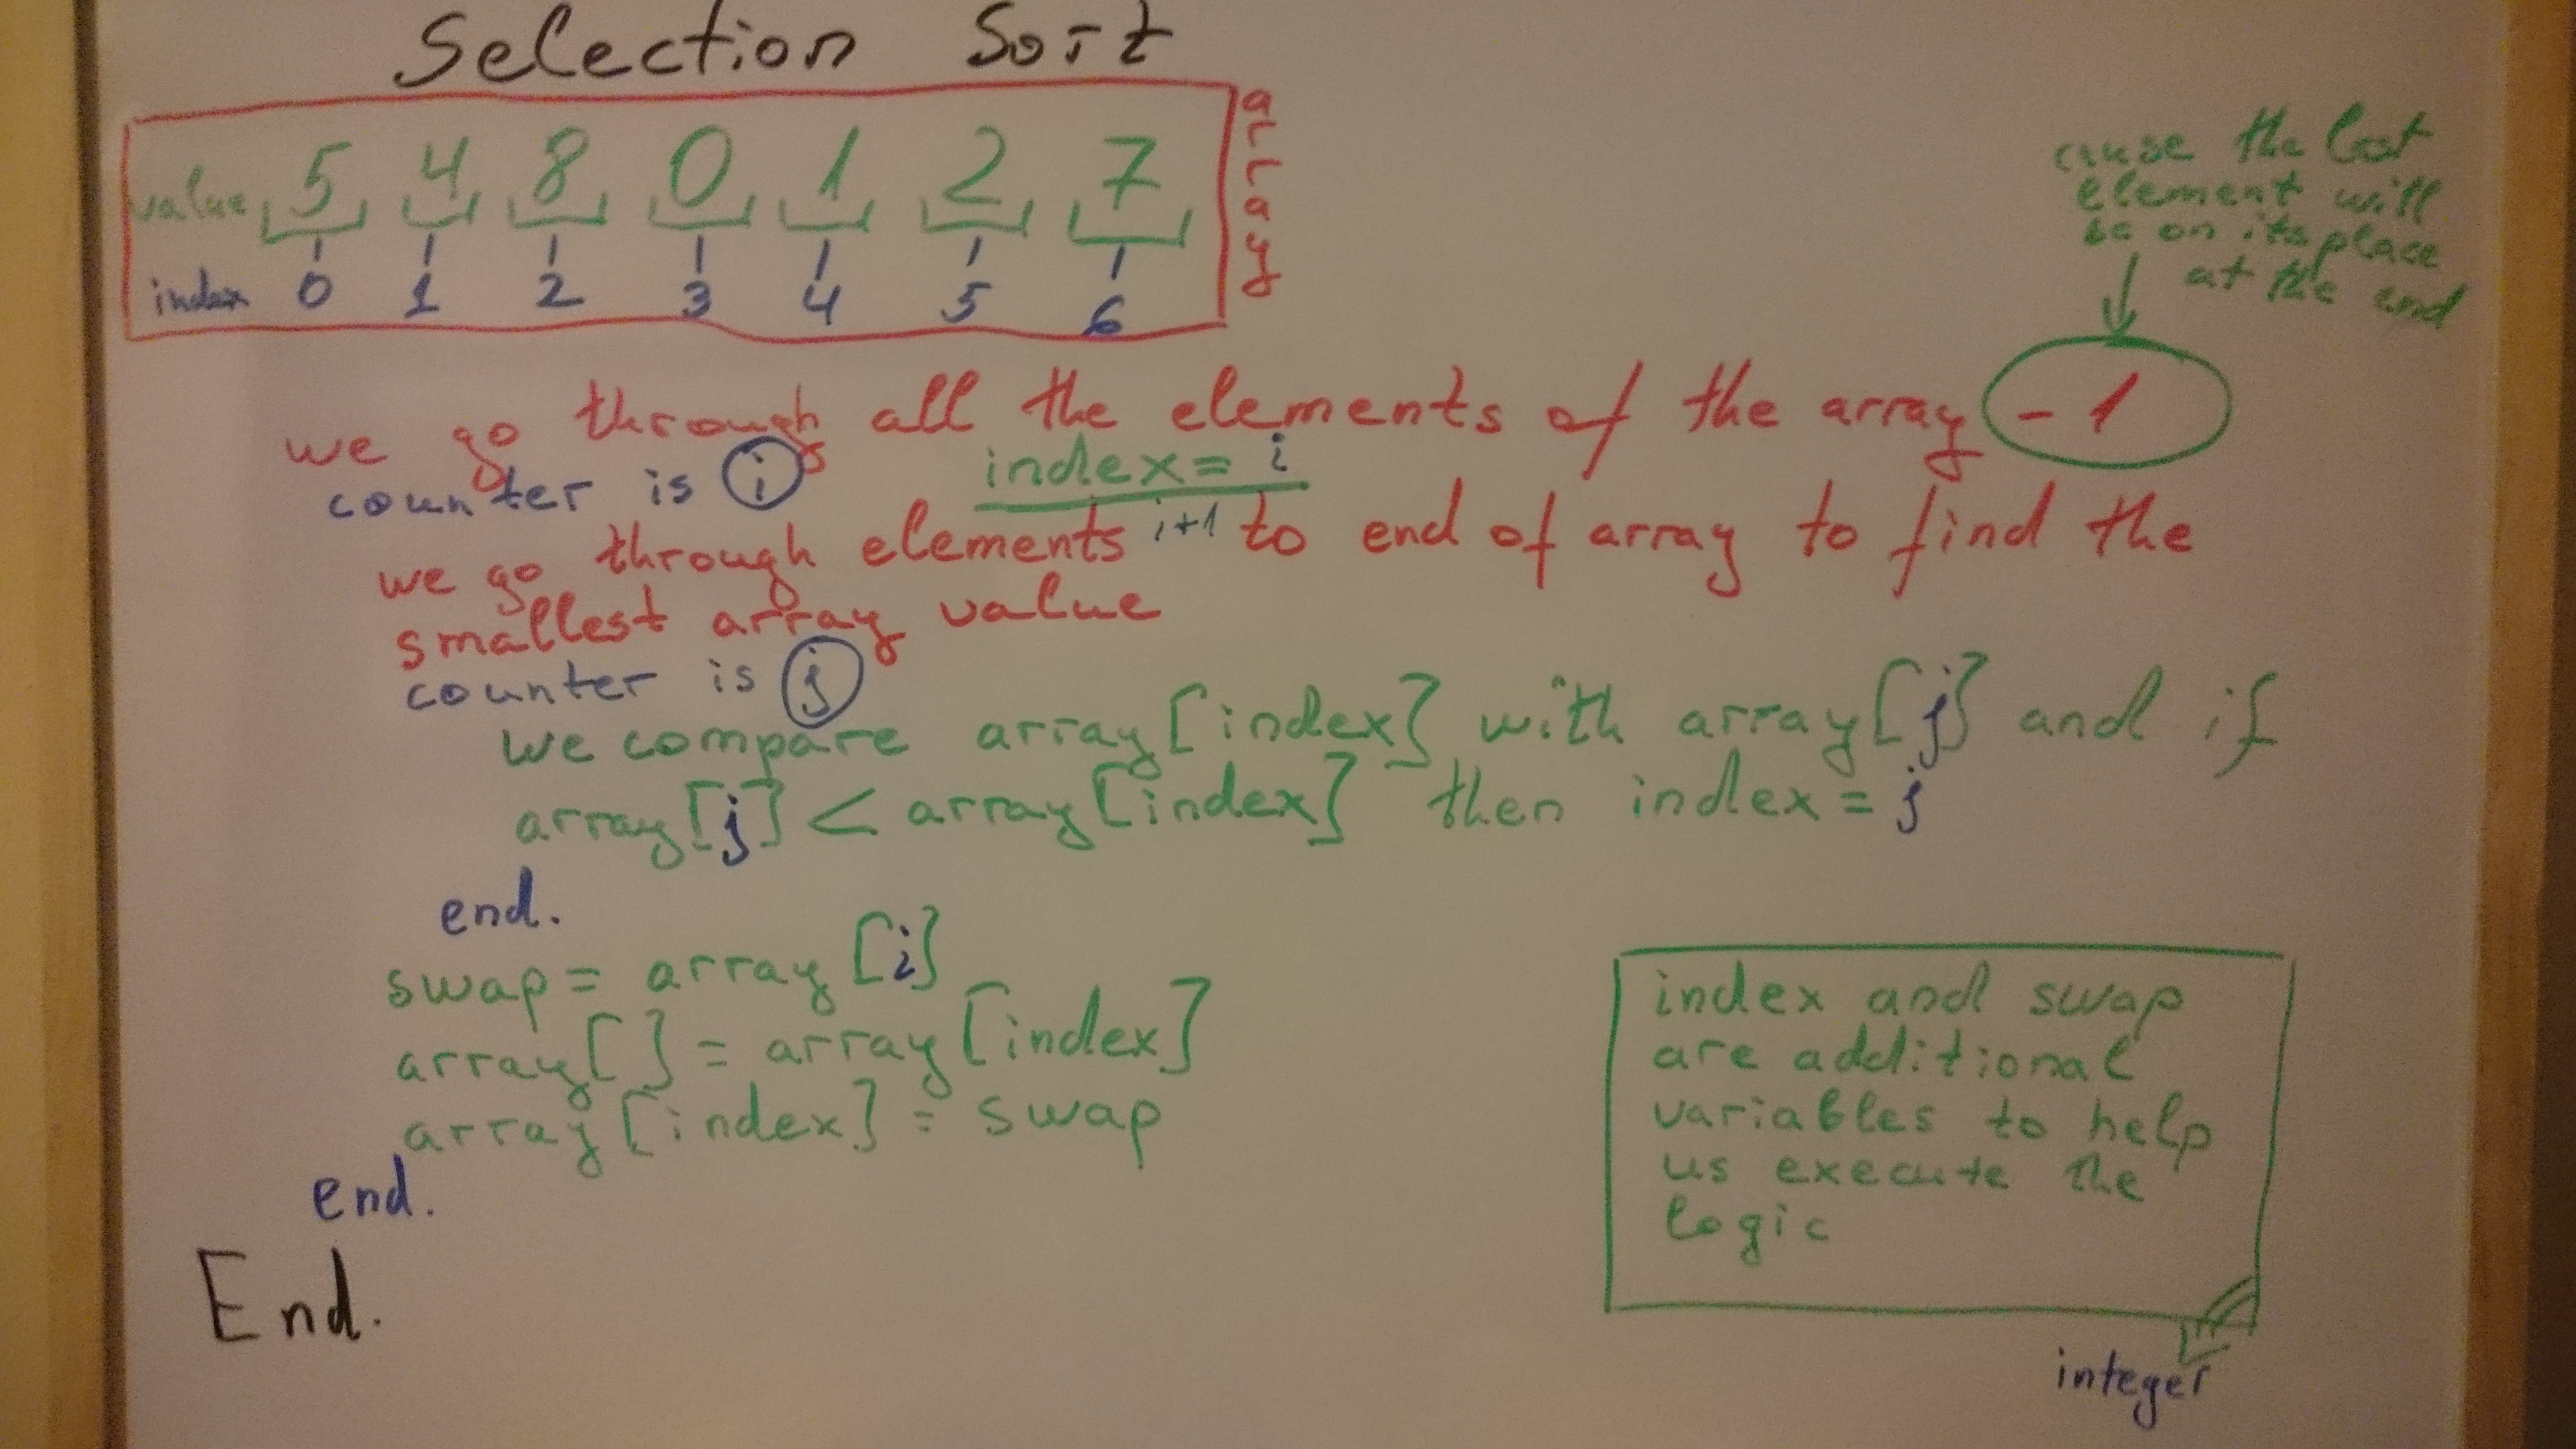 Selection Sort
value 5 4 8 0 1 2 7
index 0 1 2 3 4 5 6
array
cause the last
element will
be on its place
at the end
we go through all the elements of the array - 1
counter is i
index = i
we go through elements i+1 to end of array to find the
smallest array value
counter is j
we compare array[index] with array[j] and if
array[j] < array[index] then index = j
end.
swap = array[i]
array[] = array[index]
array[index] = swap
end.
End.
index and swap
are additional
variables to help
us execute the
logic
integer